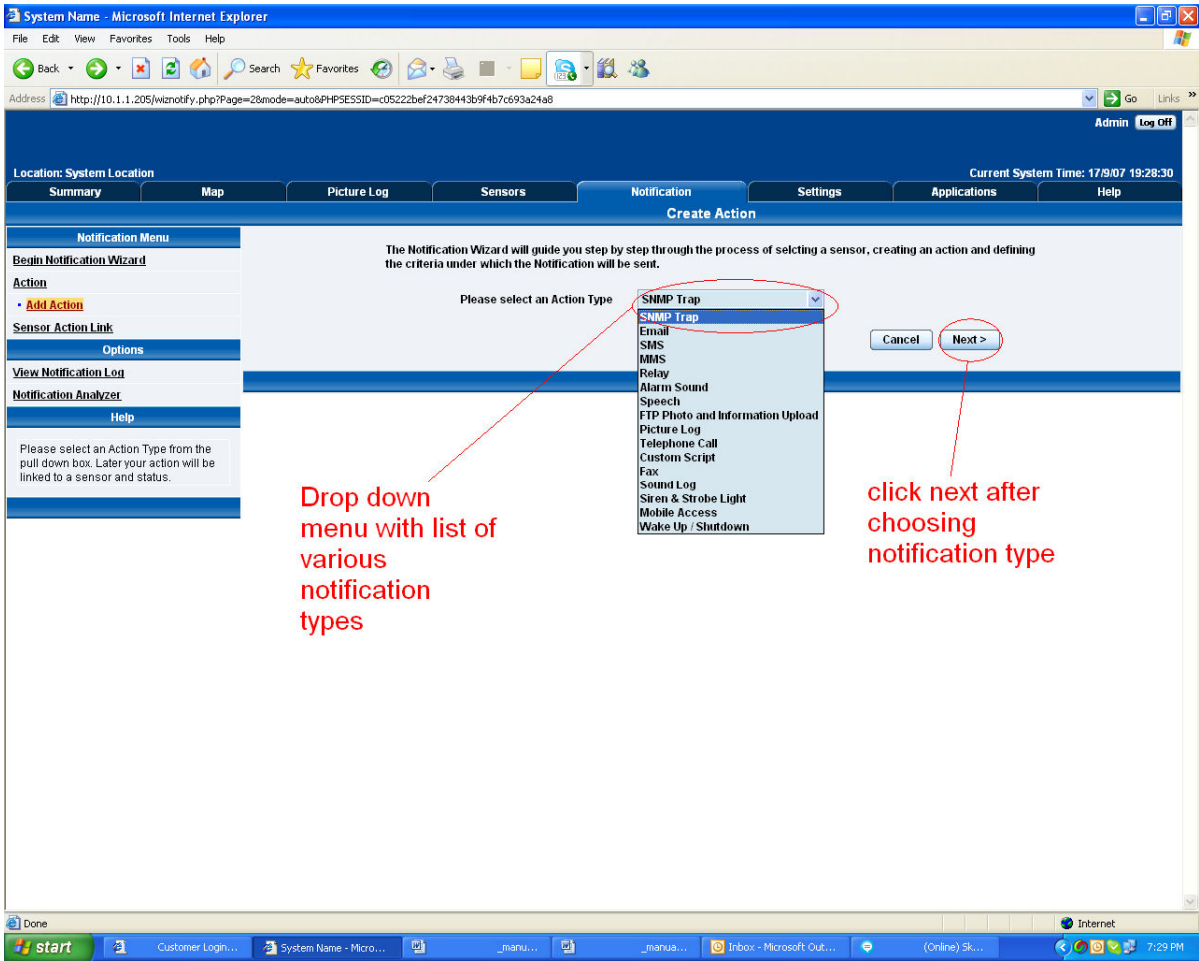 System Name - Microsoft Internet Explorer
File Edit View Favorites Tools Help
Back Search Favorites
Address http://10.1.1.205/wiznotify.php?Page=2&mode=auto&PHPSESSID=c05222bef24738443b9f4b7c693a24a8 Go Links »
Admin Log Off
Location: System Location Current System Time: 17/9/07 19:28:30
Summary Map Picture Log Sensors Notification Settings Applications Help
Create Action
Notification Menu
Begin Notification Wizard
Action
Add Action
Sensor Action Link
Options
View Notification Log
Notification Analyzer
Help
Please select an Action Type from the
pull down box. Later your action will be
linked to a sensor and status.
The Notification Wizard will guide you step by step through the process of selcting a sensor, creating an action and defining
the criteria under which the Notification will be sent.
Please select an Action Type SNMP Trap
SNMP Trap
Email
SMS
MMS
Relay
Alarm Sound
Speech
FTP Photo and Information Upload
Picture Log
Telephone Call
Custom Script
Fax
Sound Log
Siren & Strobe Light
Mobile Access
Wake Up / Shutdown
Cancel Next >
Drop down
menu with list of
various
notification
types
click next after
choosing
notification type
Done Internet
start Customer Login... System Name - Micro... _manu... _manua... Inbox - Microsoft Out... (Online) Sk... 7:29 PM